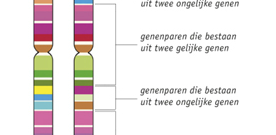 uit twee ongelijke genen
genenparen die bestaan
uit twee gelijke genen
genenparen die bestaan
uit twee ongelijke genen